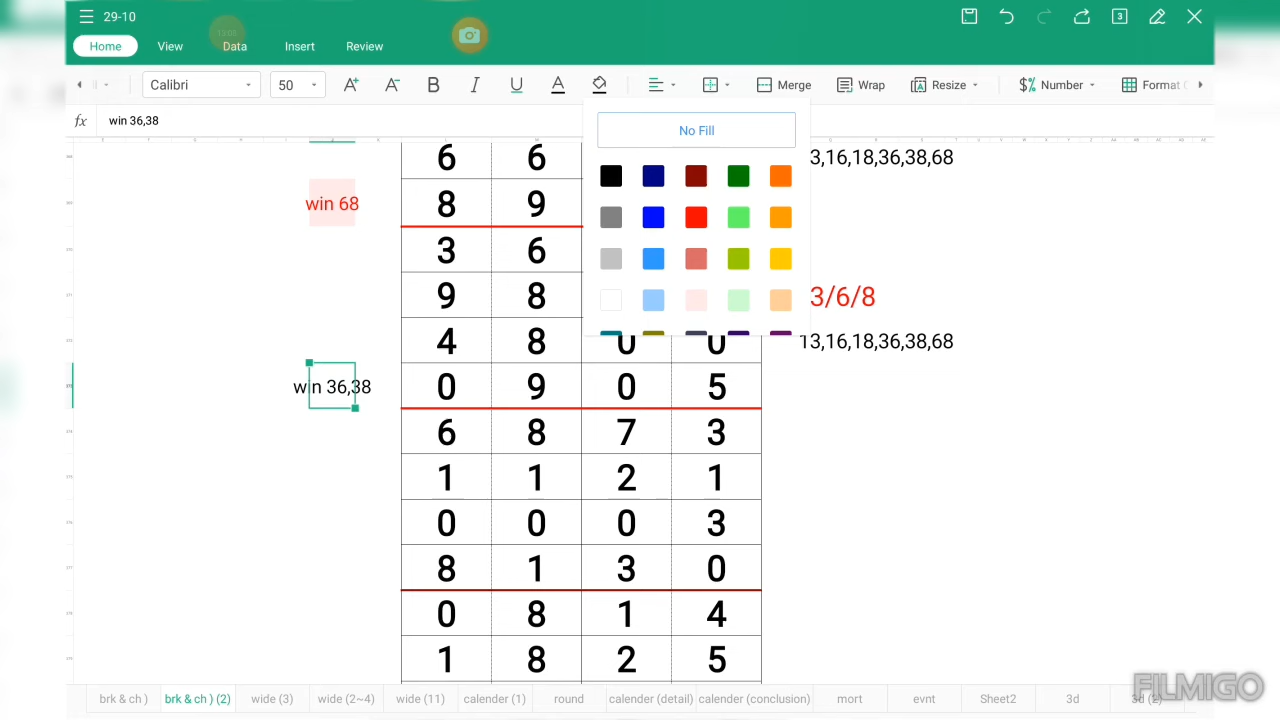 29-10
3
Home View Data Insert Review
Calibri 50 A+ A- B I U A Merge Wrap Resize $% Number Format
fx win 36,38
No Fill
6 6 3,16,18,36,38,68
win 68 8 9
3 6
9 8 3/6/8
4 8 0 0 13,16,18,36,38,68
win 36,38 0 9 0 5
6 8 7 3
1 1 2 1
0 0 0 3
8 1 3 0
0 8 1 4
1 8 2 5
brk & ch ) brk & ch ) (2) wide (3) wide (2~4) wide (11) calender (1) round calender (detail) calender (conclusion) mort evnt Sheet2 3d 3d (2)
FILMIGO